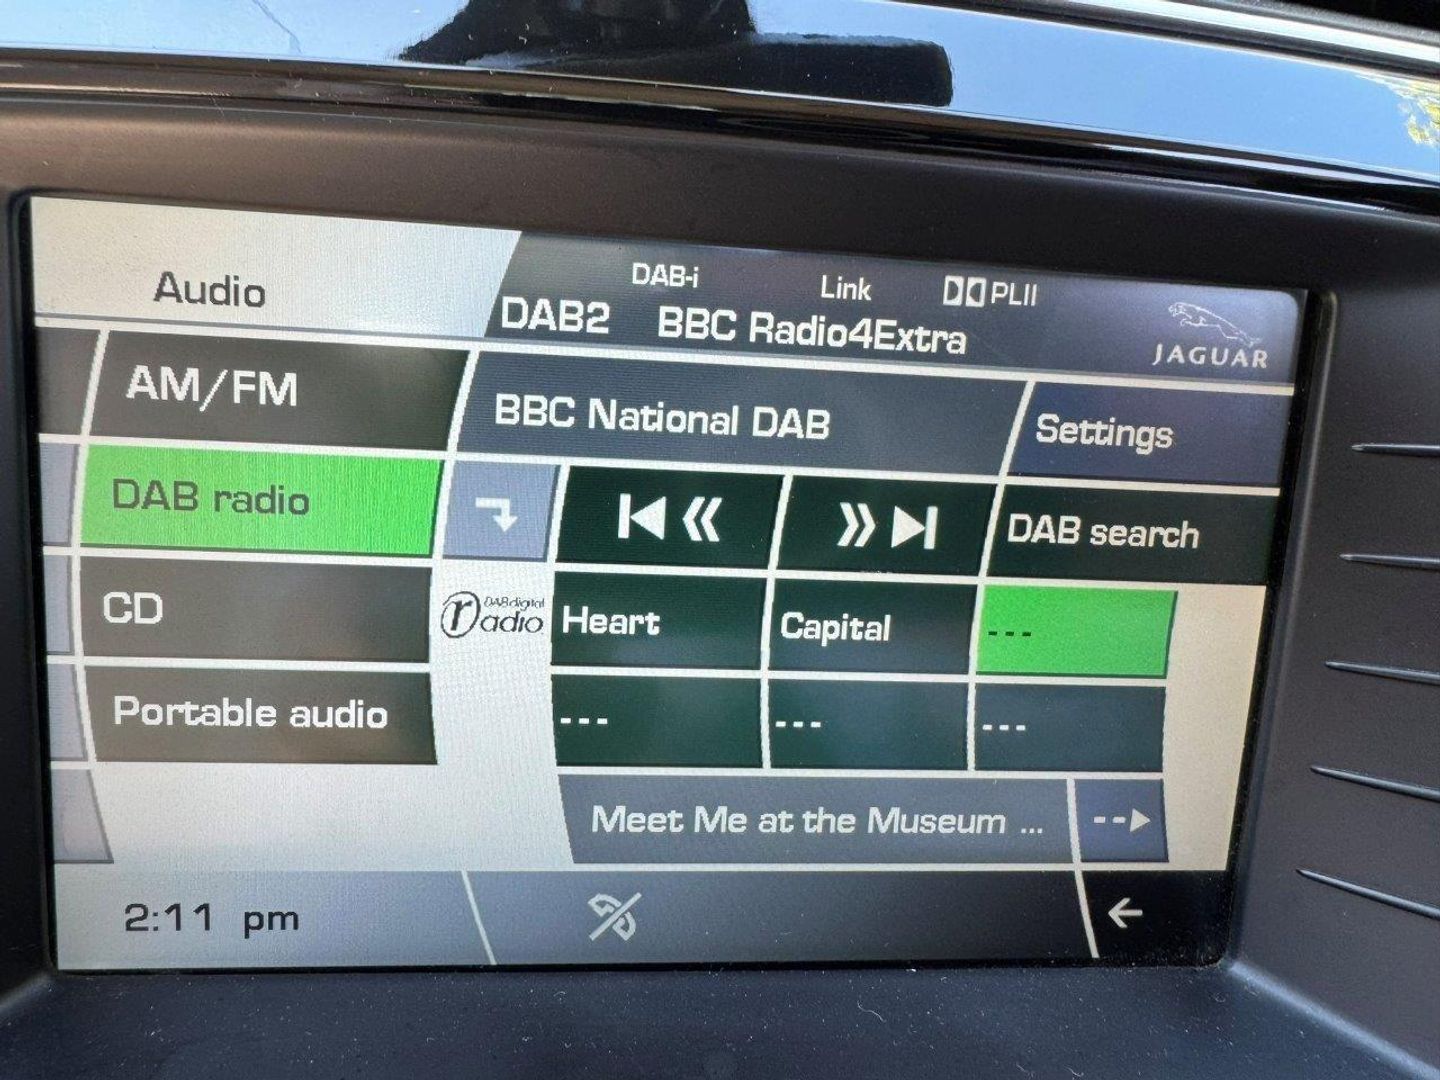 Audio
DAB-i Link DD PLII
DAB2 BBC Radio4Extra
JAGUAR
AM/FM
BBC National DAB
Settings
DAB radio
DAB search
CD
DAB digital
radio
Heart
Capital
---
Portable audio
---
---
---
Meet Me at the Museum ...
2:11 pm